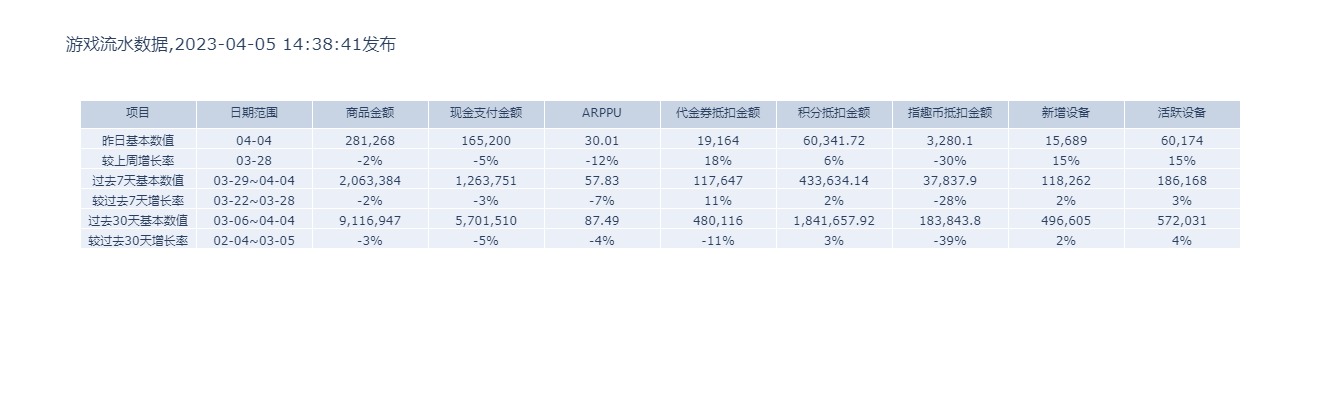 游戏流水数据,2023-04-05 14:38:41发布
项目 日期范围 商品金额 现金支付金额 ARPPU 代金券抵扣金额 积分抵扣金额 指趣币抵扣金额 新增设备 活跃设备
昨日基本数值 04-04 281,268 165,200 30.01 19,164 60,341.72 3,280.1 15,689 60,174
较上周增长率 03-28 -2% -5% -12% 18% 6% -30% 15% 15%
过去7天基本数值 03-29~04-04 2,063,384 1,263,751 57.83 117,647 433,634.14 37,837.9 118,262 186,168
较过去7天增长率 03-22~03-28 -2% -3% -7% 11% 2% -28% 2% 3%
过去30天基本数值 03-06~04-04 9,116,947 5,701,510 87.49 480,116 1,841,657.92 183,843.8 496,605 572,031
较过去30天增长率 02-04~03-05 -3% -5% -4% -11% 3% -39% 2% 4%